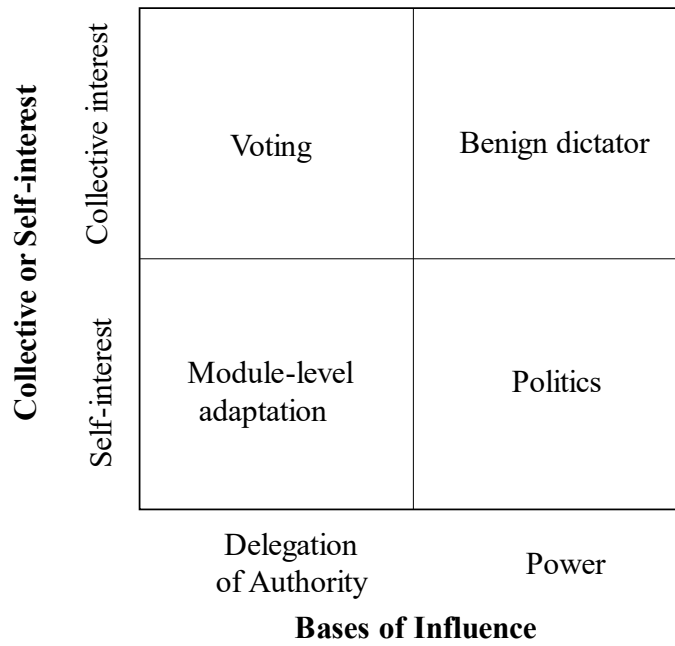 Collective or Self-interest
Collective interest
Self-interest
Voting
Benign dictator
Module-level
adaptation
Politics
Delegation
of Authority
Power
Bases of Influence